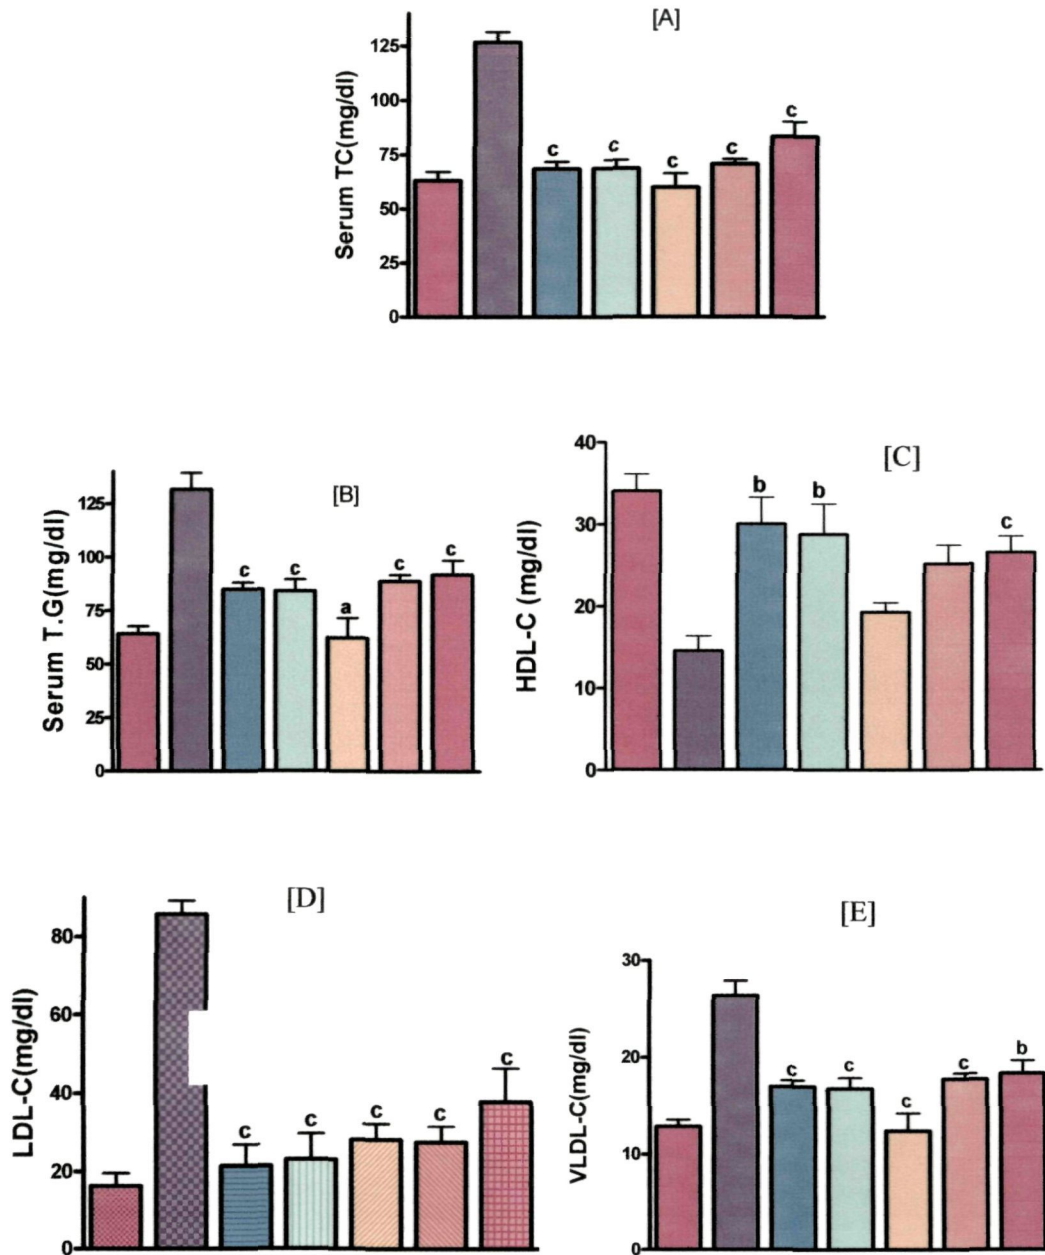 [A]
Serum TC(mg/dl)
125
100
75
50
25
0
c c c c c
[B]
Serum T.G(mg/dl)
125
100
75
50
25
0
c c a c c
[C]
HDL-C (mg/dl)
40
30
20
10
0
b b c
[D]
LDL-C(mg/dl)
80
60
40
20
0
c c c c c
[E]
VLDL-C(mg/dl)
30
20
10
0
c c c c b